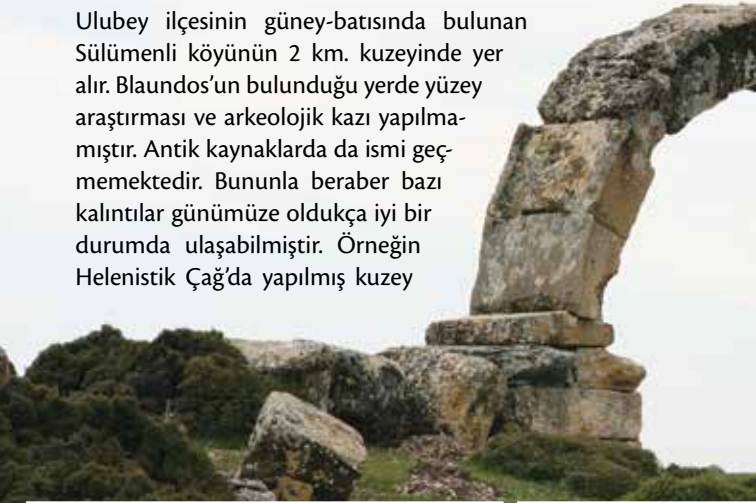 Ulubey ilçesinin güney-batısında bulunan
Sülümenli köyünün 2 km. kuzeyinde yer
alır. Blaundos’un bulunduğu yerde yüzey
araştırması ve arkeolojik kazı yapılma-
mıştır. Antik kaynaklarda da ismi geç-
memektedir. Bununla beraber bazı
kalıntılar günümüze oldukça iyi bir
durumda ulaşabilmiştir. Örneğin
Helenistik Çağ’da yapılmış kuzey